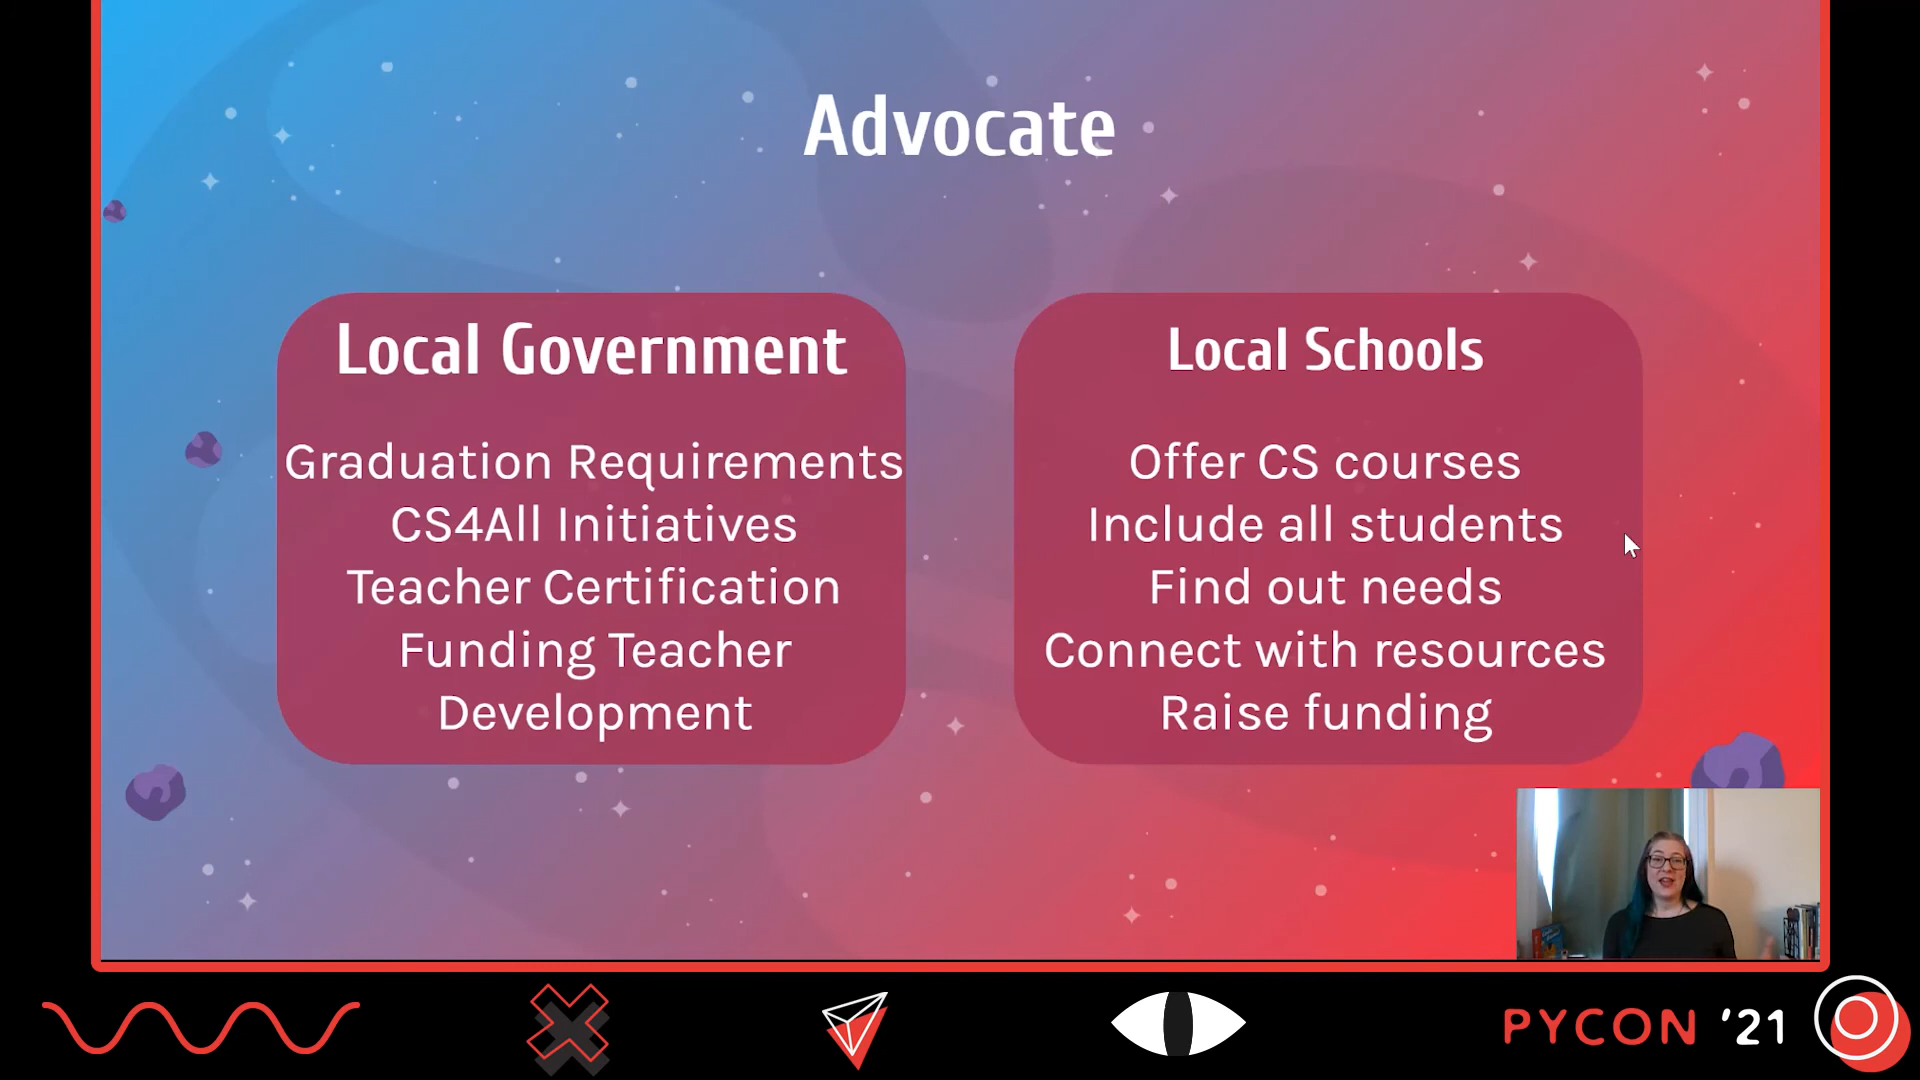 Advocate
Local Government
Graduation Requirements
CS4All Initiatives
Teacher Certification
Funding Teacher
Development
Local Schools
Offer CS courses
Include all students
Find out needs
Connect with resources
Raise funding
PYCON '21